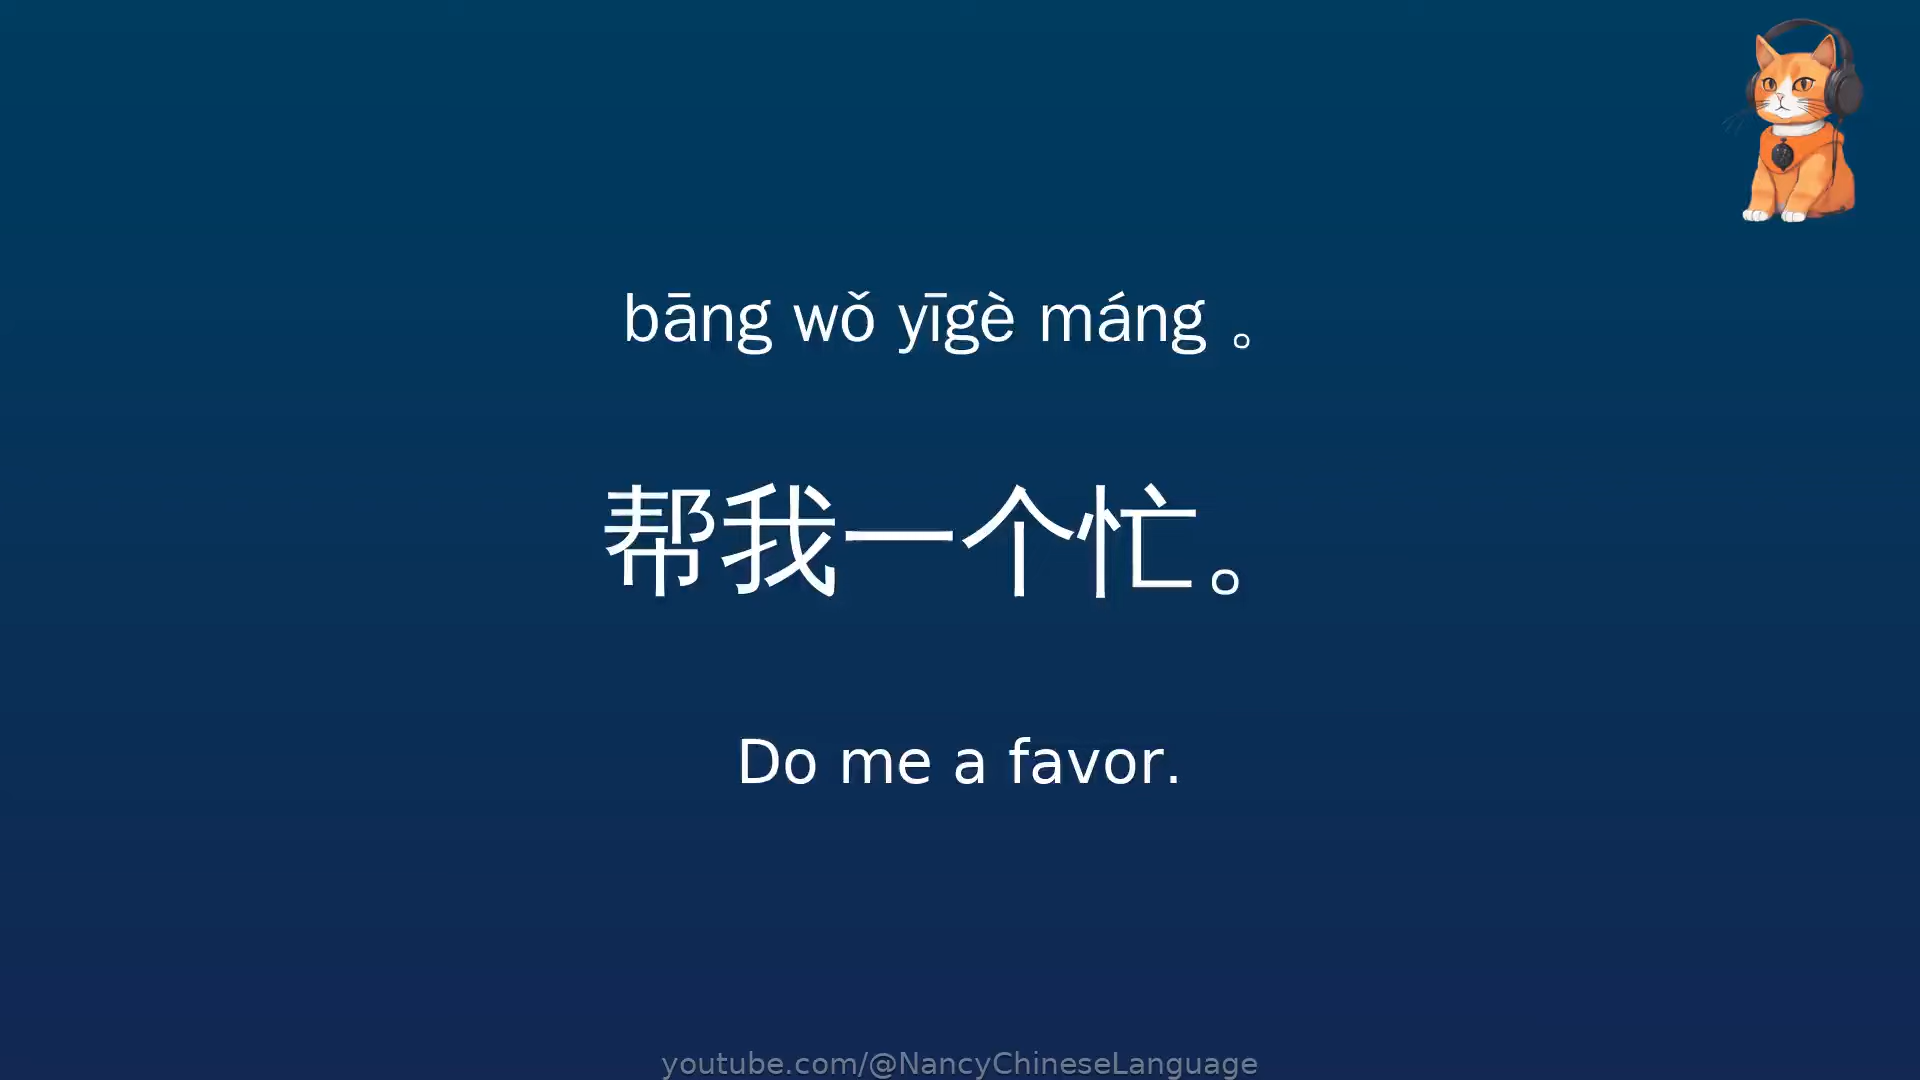 bāng wǒ yīgè máng 。
帮我一个忙。
Do me a favor.
youtube.com/@NancyChineseLanguage